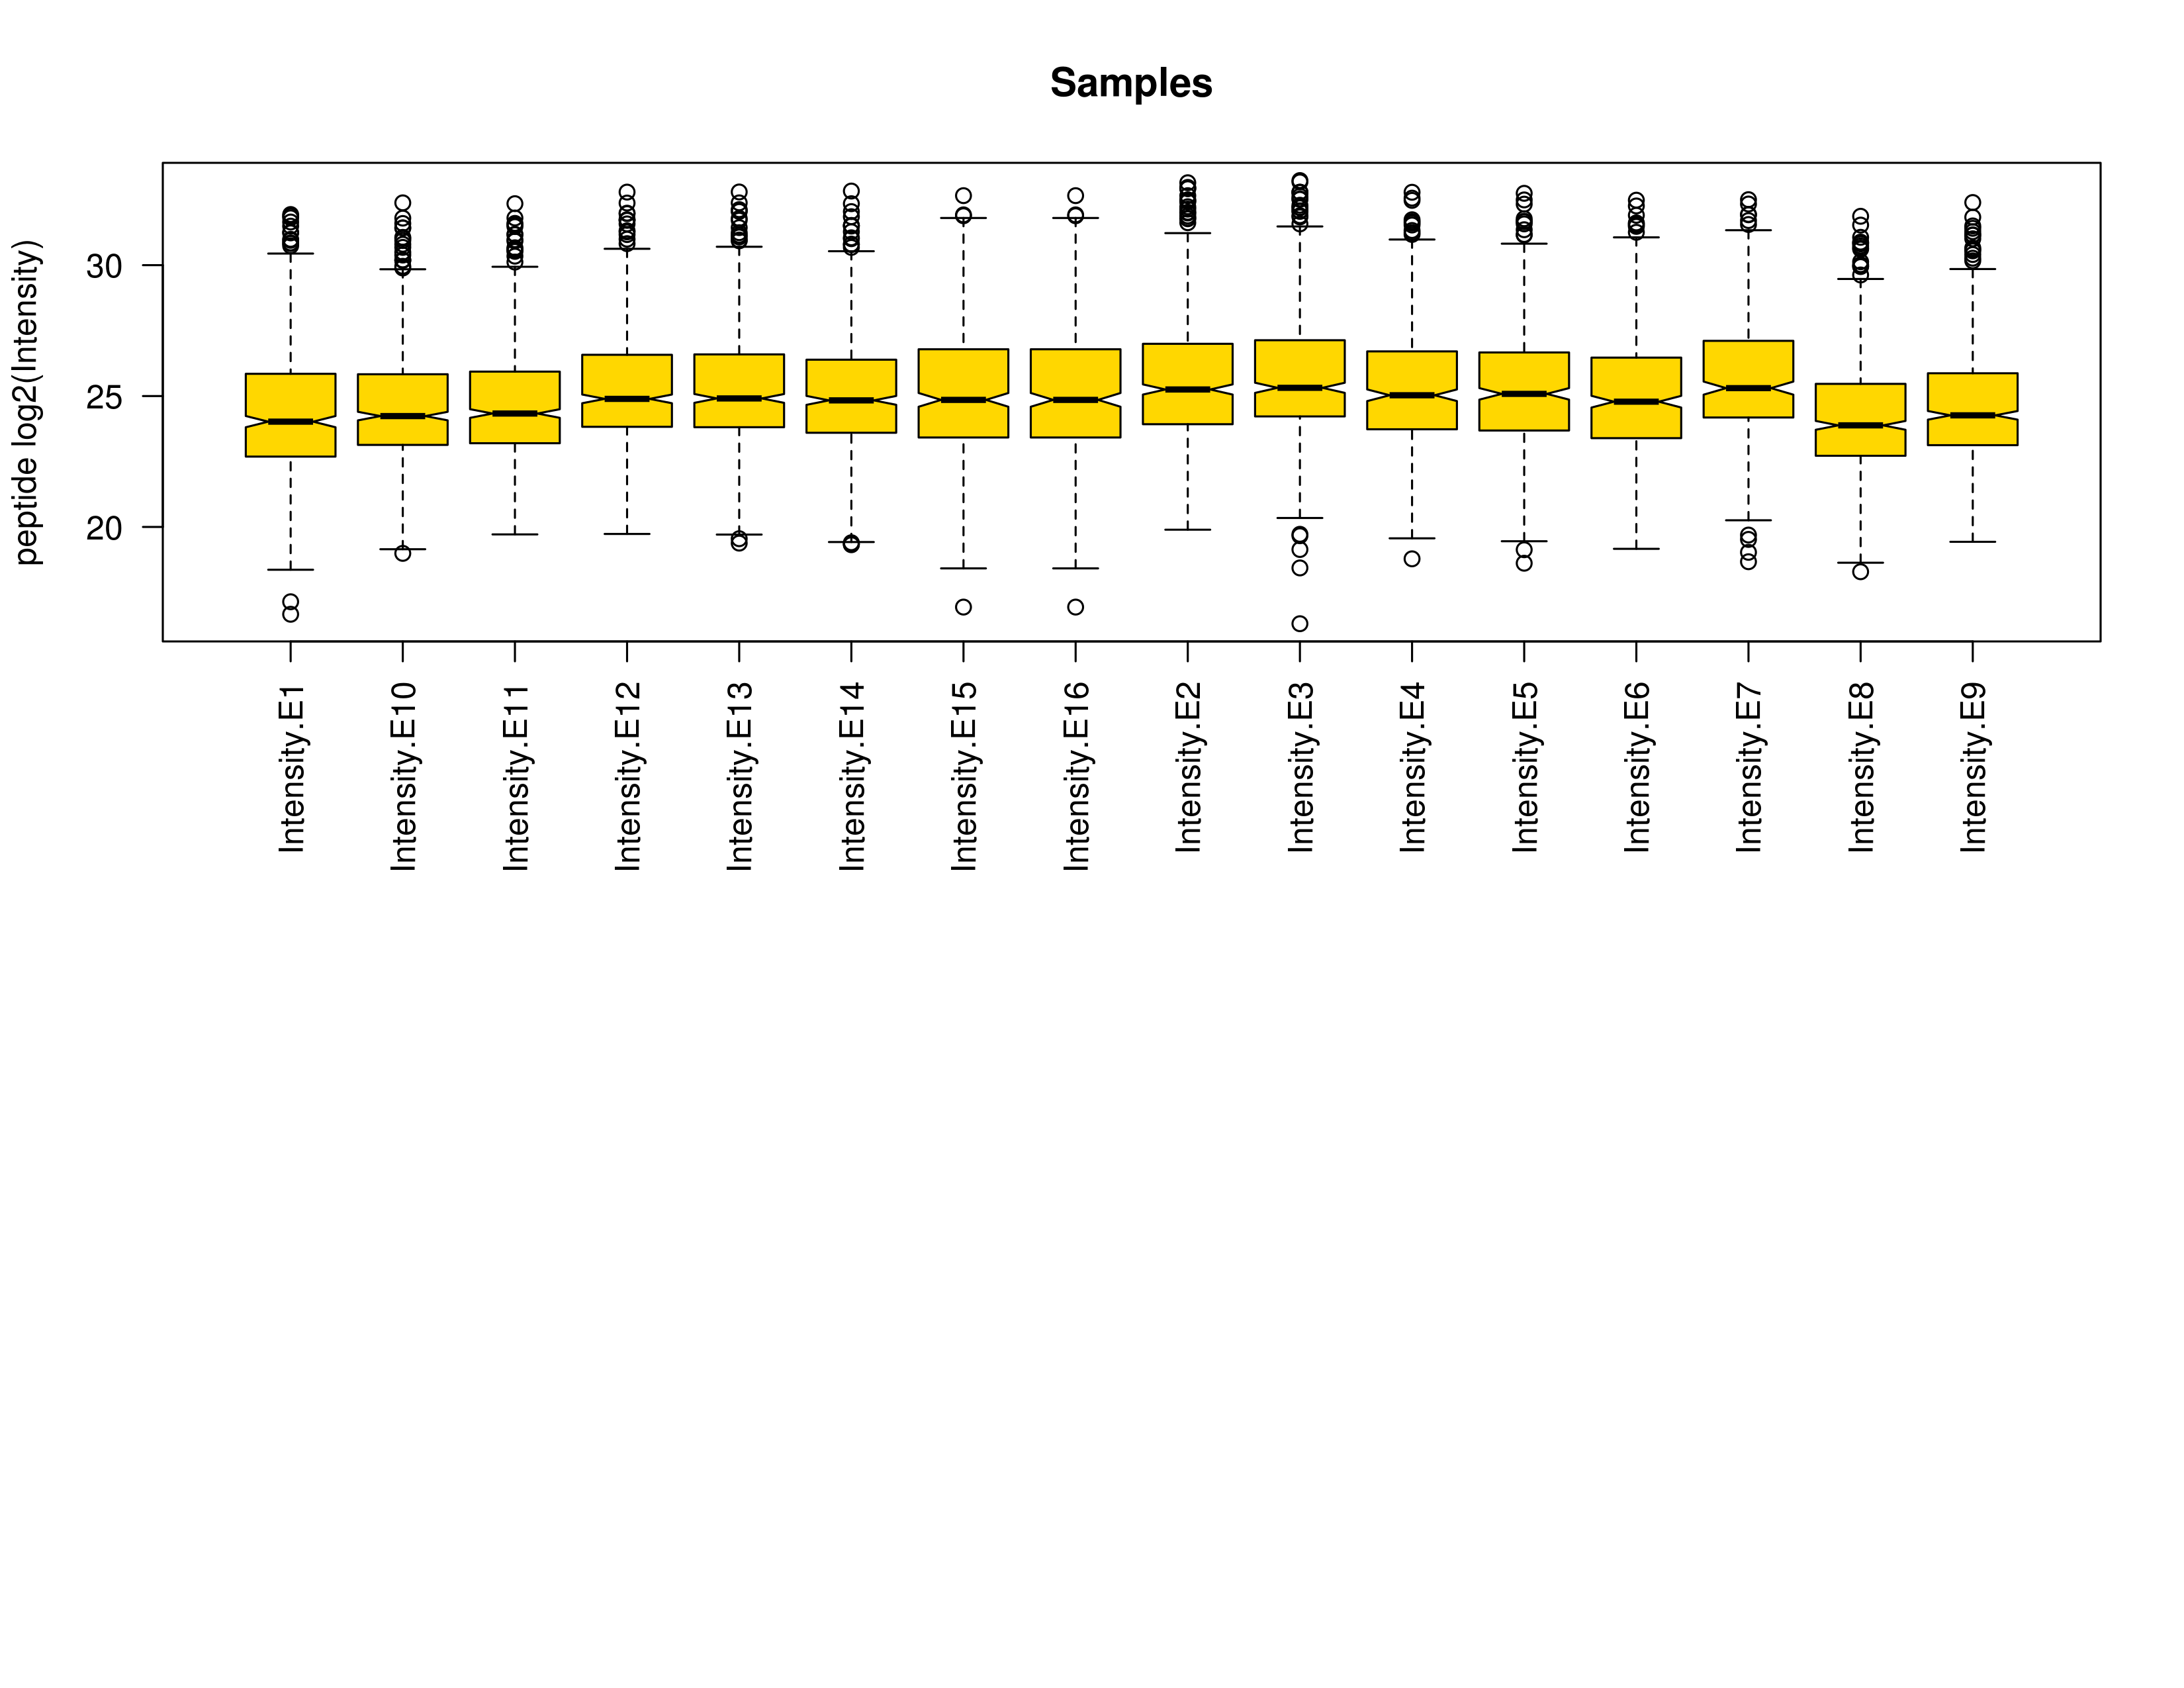 Samples
peptide log2(Intensity)
30
25
20
Intensity.E1
Intensity.E10
Intensity.E11
Intensity.E12
Intensity.E13
Intensity.E14
Intensity.E15
Intensity.E16
Intensity.E2
Intensity.E3
Intensity.E4
Intensity.E5
Intensity.E6
Intensity.E7
Intensity.E8
Intensity.E9